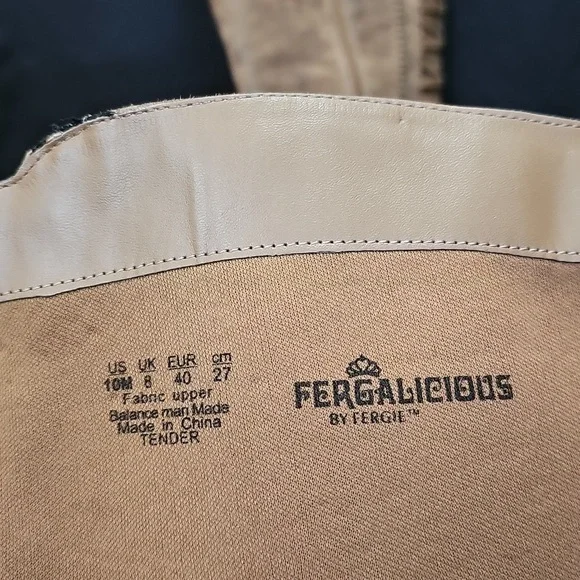 US UK EUR cm
10M 8 40 27
Fabric upper
Balance man Made
Made in China
TENDER
FERGALICIOUS
BY FERGIE™